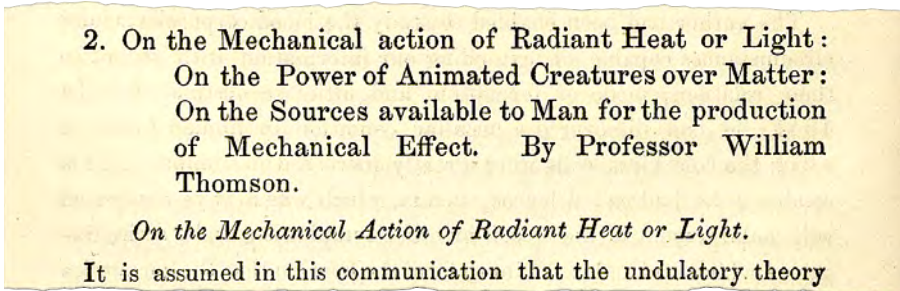 2. On the Mechanical action of Radiant Heat or Light:
On the Power of Animated Creatures over Matter:
On the Sources available to Man for the production
of Mechanical Effect. By Professor William
Thomson.
On the Mechanical Action of Radiant Heat or Light.
It is assumed in this communication that the undulatory theory